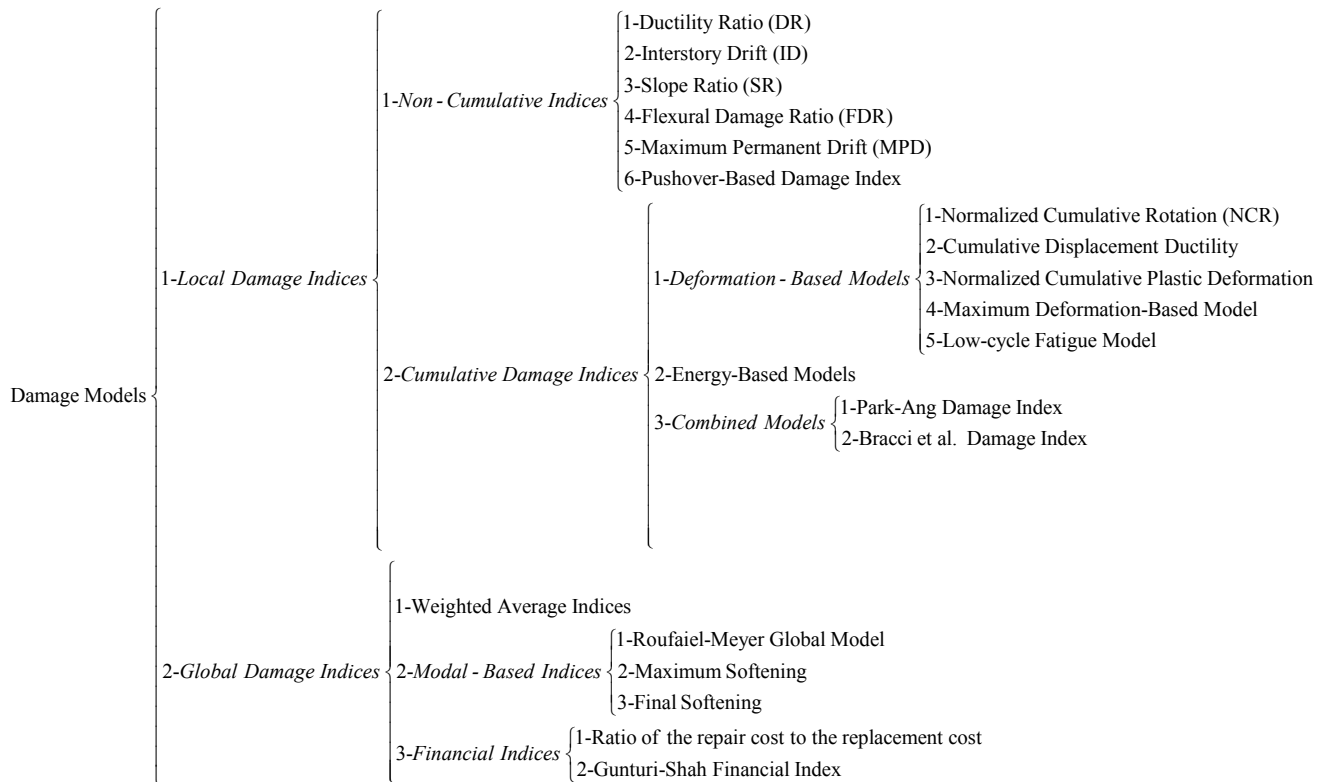 Damage Models
1-Local Damage Indices
1-Non - Cumulative Indices
1-Ductility Ratio (DR)
2-Interstory Drift (ID)
3-Slope Ratio (SR)
4-Flexural Damage Ratio (FDR)
5-Maximum Permanent Drift (MPD)
6-Pushover-Based Damage Index
2-Cumulative Damage Indices
1-Deformation - Based Models
1-Normalized Cumulative Rotation (NCR)
2-Cumulative Displacement Ductility
3-Normalized Cumulative Plastic Deformation
4-Maximum Deformation-Based Model
5-Low-cycle Fatigue Model
2-Energy-Based Models
3-Combined Models
1-Park-Ang Damage Index
2-Bracci et al. Damage Index
2-Global Damage Indices
1-Weighted Average Indices
2-Modal - Based Indices
1-Roufaiel-Meyer Global Model
2-Maximum Softening
3-Final Softening
3-Financial Indices
1-Ratio of the repair cost to the replacement cost
2-Gunturi-Shah Financial Index